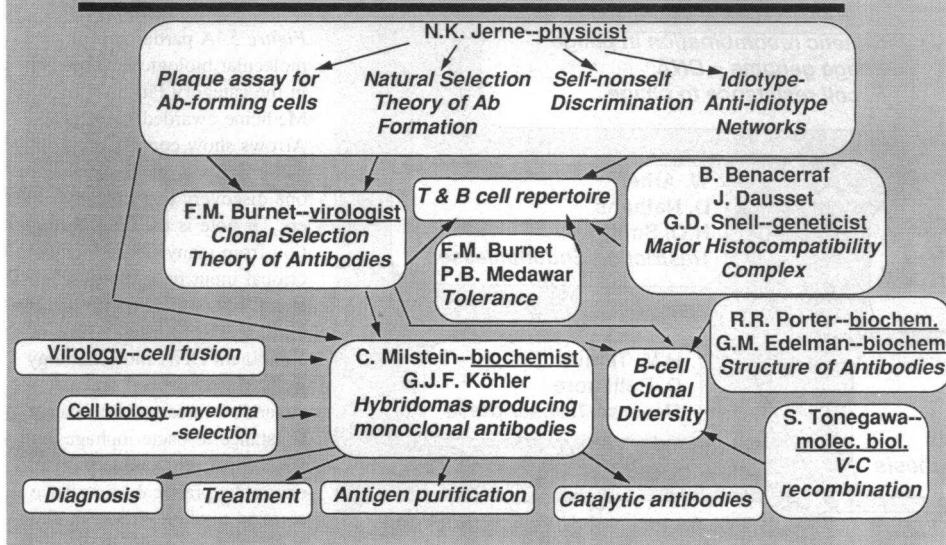 N.K. Jerne--physicist
Plaque assay for
Ab-forming cells
Natural Selection
Theory of Ab
Formation
Self-nonself
Discrimination
Idiotype-
Anti-idiotype
Networks
F.M. Burnet--virologist
Clonal Selection
Theory of Antibodies
T & B cell repertoire
B. Benacerraf
J. Dausset
G.D. Snell--geneticist
Major Histocompatibility
Complex
F.M. Burnet
P.B. Medawar
Tolerance
R.R. Porter--biochem.
G.M. Edelman--biochem
Structure of Antibodies
Virology--cell fusion
C. Milstein--biochemist
G.J.F. Köhler
Hybridomas producing
monoclonal antibodies
B-cell
Clonal
Diversity
Cell biology--myeloma
-selection
S. Tonegawa--
molec. biol.
V-C
recombination
Diagnosis
Treatment
Antigen purification
Catalytic antibodies